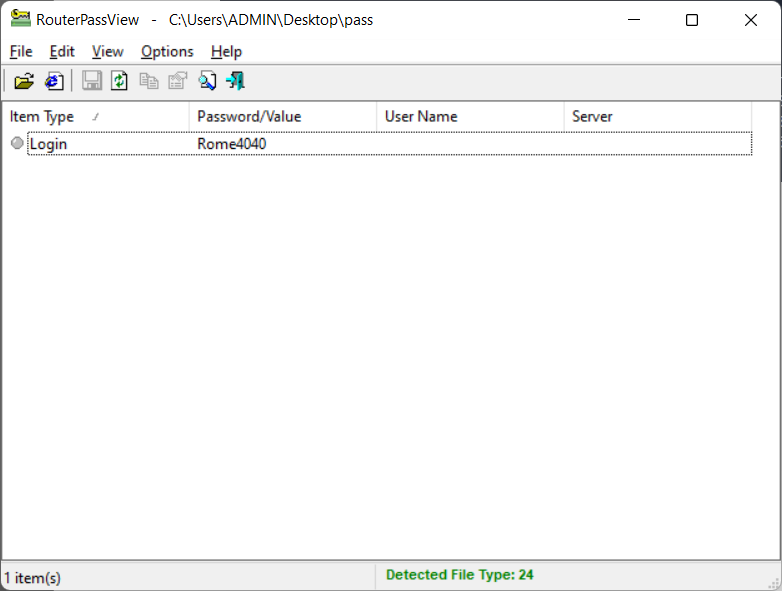 RouterPassView - C:\Users\ADMIN\Desktop\pass
File Edit View Options Help
Item Type Password/Value User Name Server
Login Rome4040
1 item(s) Detected File Type: 24